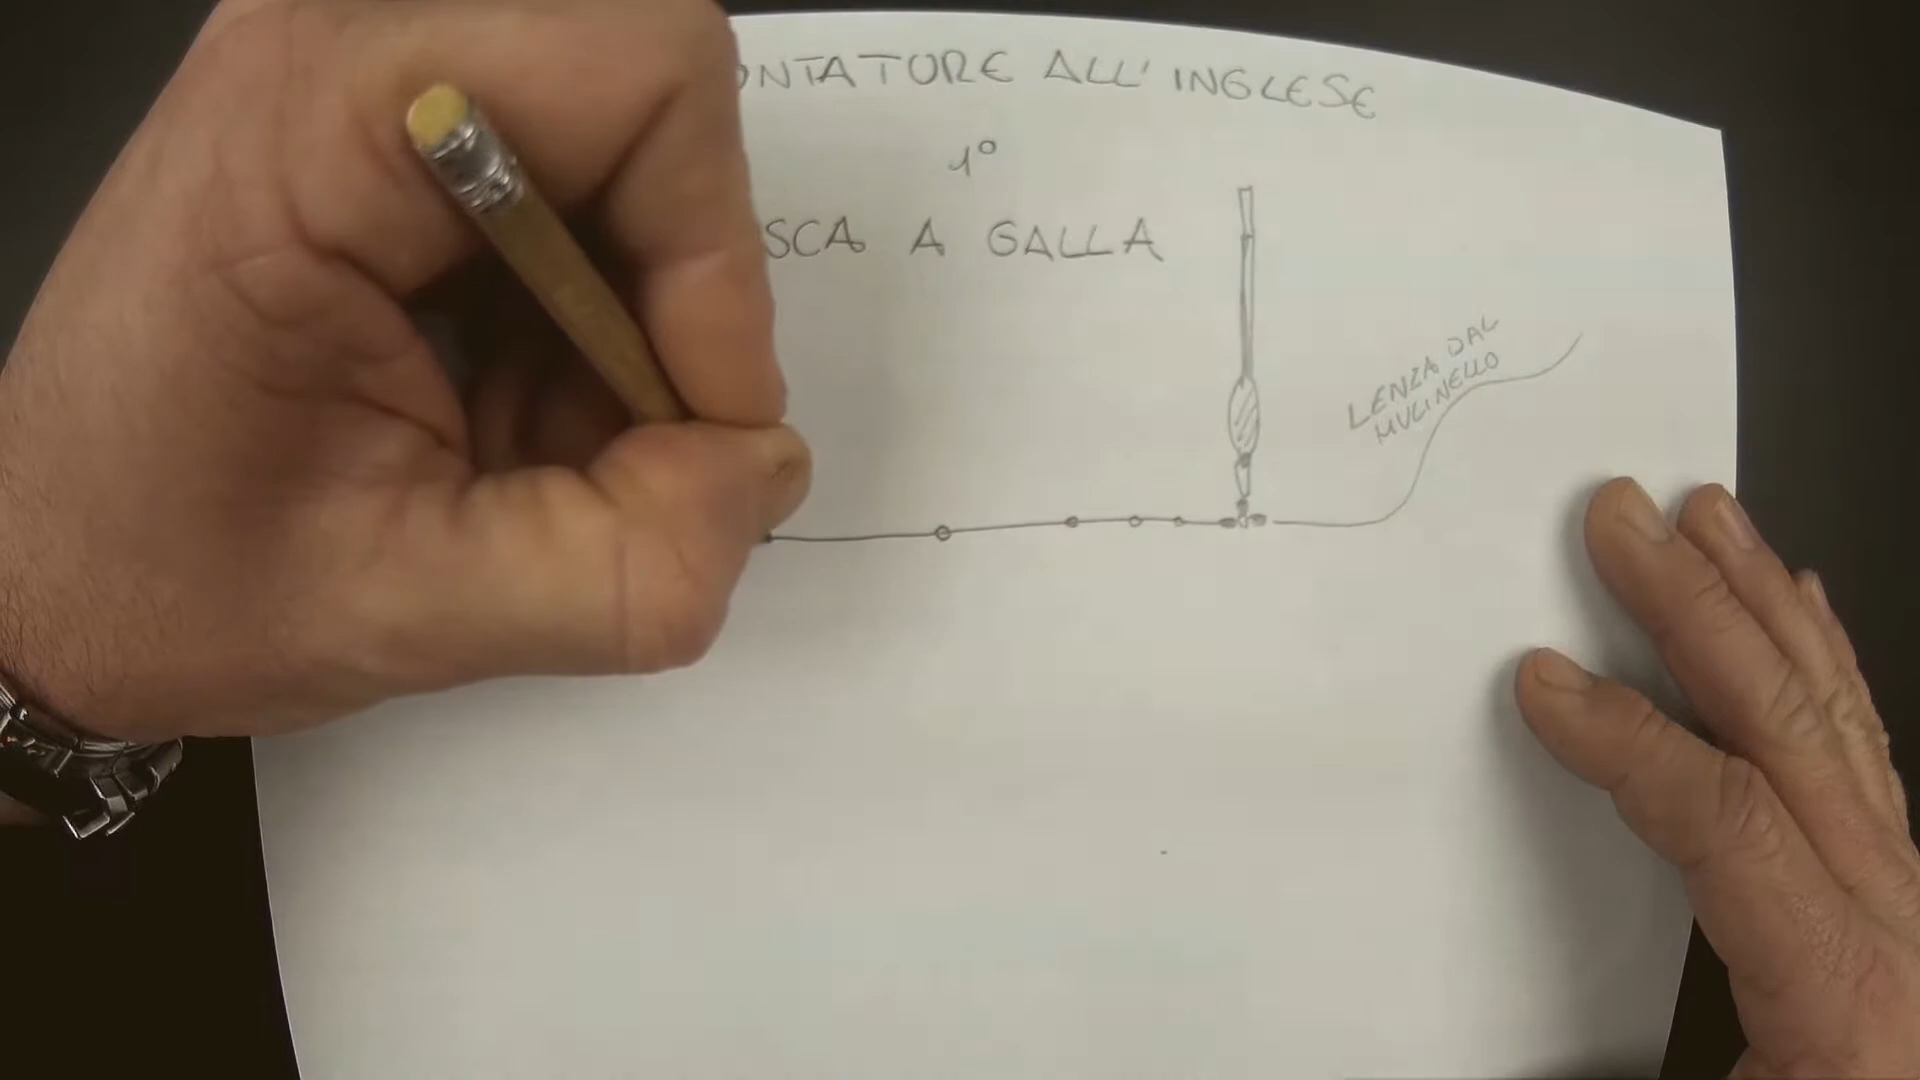 ONTATURE ALL' INGLESE
1°
SCA A GALLA
LENZA DAL
MULINELLO